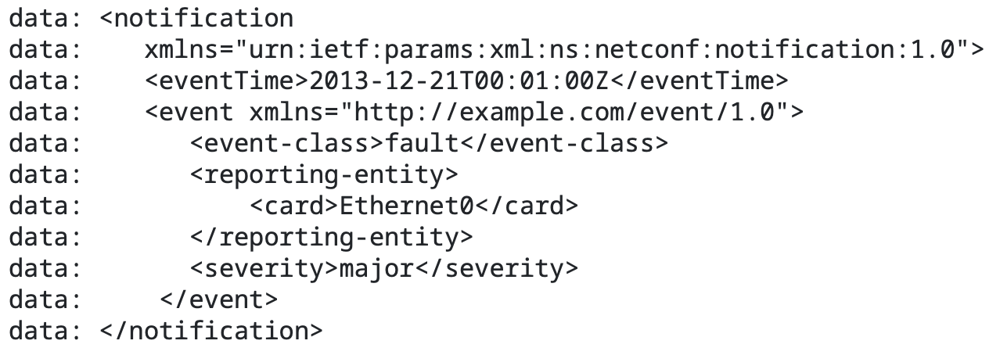 data: <notification
data:    xmlns="urn:ietf:params:xml:ns:netconf:notification:1.0">
data:    <eventTime>2013-12-21T00:01:00Z</eventTime>
data:    <event xmlns="http://example.com/event/1.0">
data:       <event-class>fault</event-class>
data:       <reporting-entity>
data:           <card>Ethernet0</card>
data:       </reporting-entity>
data:       <severity>major</severity>
data:     </event>
data: </notification>